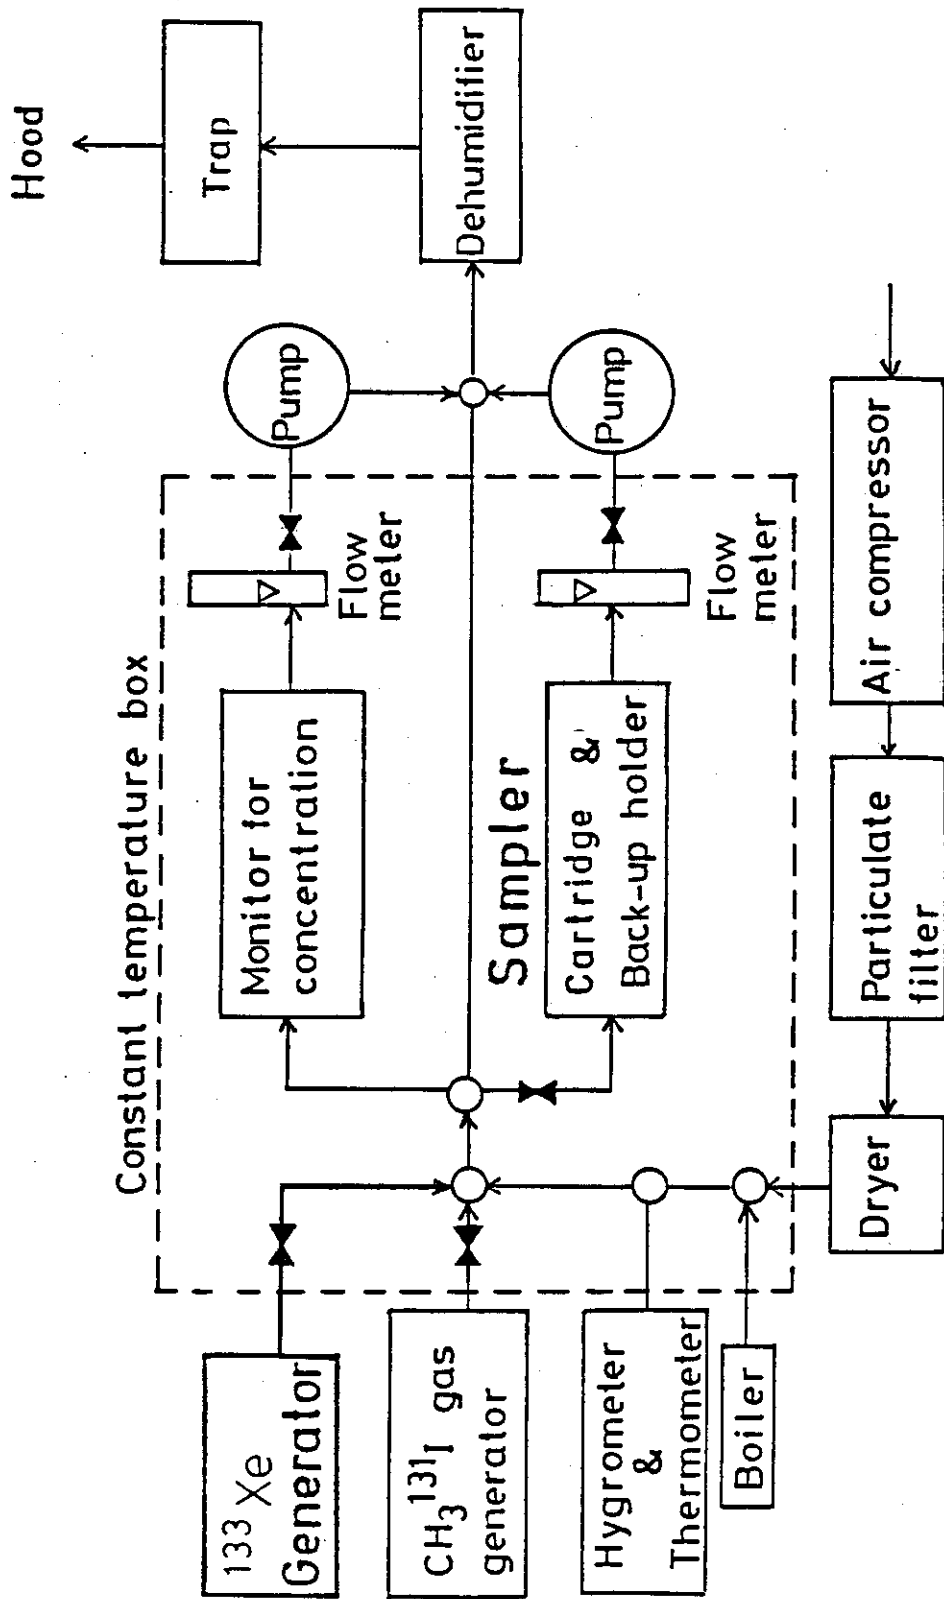 Constant temperature box
133Xe
Generator
CH3131I gas
generator
Hygrometer
&
Thermometer
Boiler
Monitor for
concentration
Flow
meter
Pump
Sampler
Cartridge &
Back-up holder
Flow
meter
Pump
Dehumidifier
Trap
Hood
Dryer
Particulate
filter
Air compressor